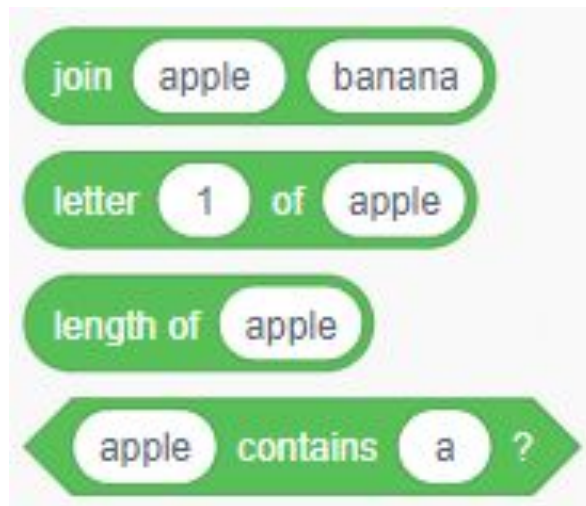 join apple banana
letter 1 of apple
length of apple
apple contains a ?